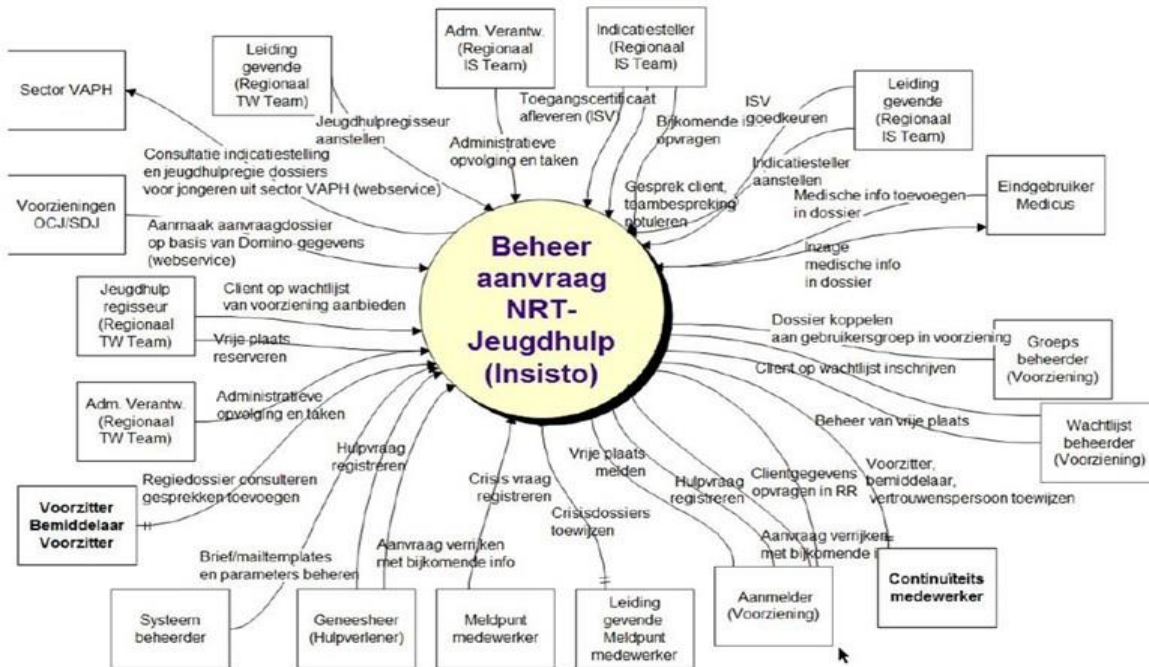 Sector VAPH
Leiding
gevende
(Regionaal
TW Team)
Adm. Verantw.
(Regionaal
IS Team)
Indicatiesteller
(Regionaal
IS Team)
Leiding
gevende
(Regionaal
IS Team)
Jeugdhulpregisseur
aanstellen
Administratieve
opvolging en taken
Toegangscertificaat
afleveren (ISV)
Bijkomende
opvragen
ISV
goedkeuren
Indicatiesteller
aanstellen
Consultatie indicatiestelling
en jeugdhulpregie dossiers
voor jongeren uit sector VAPH (webservice)
Gesprek client,
teambespreking
notuleren
Medische info toevoegen
in dossier
Eindgebruiker
Medicus
Inzage
medische info
in dossier
Voorzieningen
OCJ/SDJ
Aanmaak aanvraagdossier
op basis van Domino-gegevens
(webservice)
Beheer
aanvraag
NRT-
Jeugdhulp
(Insisto)
Jeugdhulp
regisseur
(Regionaal
TW Team)
Client op wachtlijst
van voorziening aanbieden
Vrije plaats
reserveren
Dossier koppelen
aan gebruikersgroep in voorziening
Groeps
beheerder
(Voorziening)
Client op wachtlijst inschrijven
Adm. Verantw.
(Regionaal
TW Team)
Administratieve
opvolging en taken
Beheer van vrije plaats
Wachtlijst
beheerder
(Voorziening)
Regiedossier consulteren
gesprekken toevoegen
Hulpvraag
registreren
Crisis vraag
registreren
Vrije plaats
melden
Hulpvraag
registreren
Clientgegevens
opvragen in RR
Voorzitter,
bemiddelaar,
vertrouwenspersoon toewijzen
Voorzitter
Bemiddelaar
Voorzitter
Crisisdossiers
toewijzen
Brief/mailtemplates
en parameters beheren
Aanvraag verrijken
met bijkomende info
Aanvraag verrijken
met bijkomende
Systeem
beheerder
Geneesheer
(Hulpverlener)
Meldpunt
medewerker
Leiding
gevende
Meldpunt
medewerker
Aanmelder
(Voorziening)
Continuïteits
medewerker